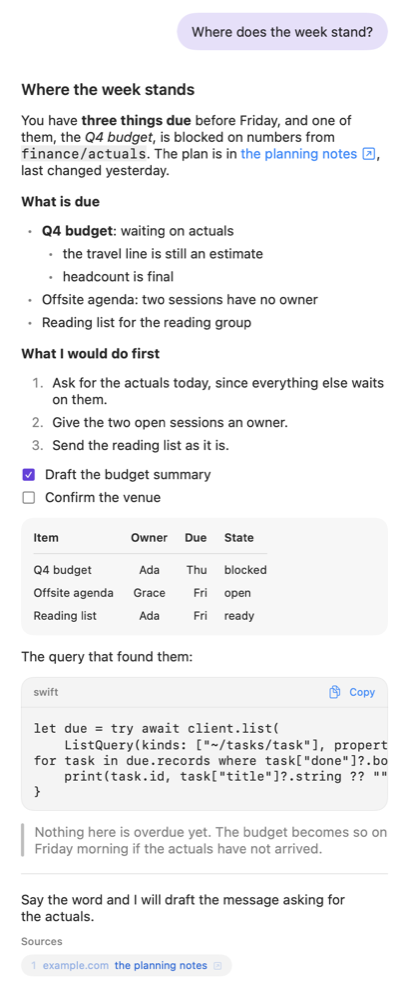 Where does the week stand?
Where the week stands
You have three things due before Friday, and one of
them, the Q4 budget, is blocked on numbers from
finance/actuals. The plan is in the planning notes,
last changed yesterday.
What is due
• Q4 budget: waiting on actuals
• the travel line is still an estimate
• headcount is final
• Offsite agenda: two sessions have no owner
• Reading list for the reading group
What I would do first
1. Ask for the actuals today, since everything else waits
on them.
2. Give the two open sessions an owner.
3. Send the reading list as it is.
Draft the budget summary
Confirm the venue
Item Owner Due State
Q4 budget Ada Thu blocked
Offsite agenda Grace Fri open
Reading list Ada Fri ready
The query that found them:
swift Copy
let due = try await client.list(
    ListQuery(kinds: ["~/tasks/task"], propert
for task in due.records where task["done"]?.bo
    print(task.id, task["title"]?.string ?? ""
}
Nothing here is overdue yet. The budget becomes so on
Friday morning if the actuals have not arrived.
Say the word and I will draft the message asking for
the actuals.
Sources
1 example.com the planning notes